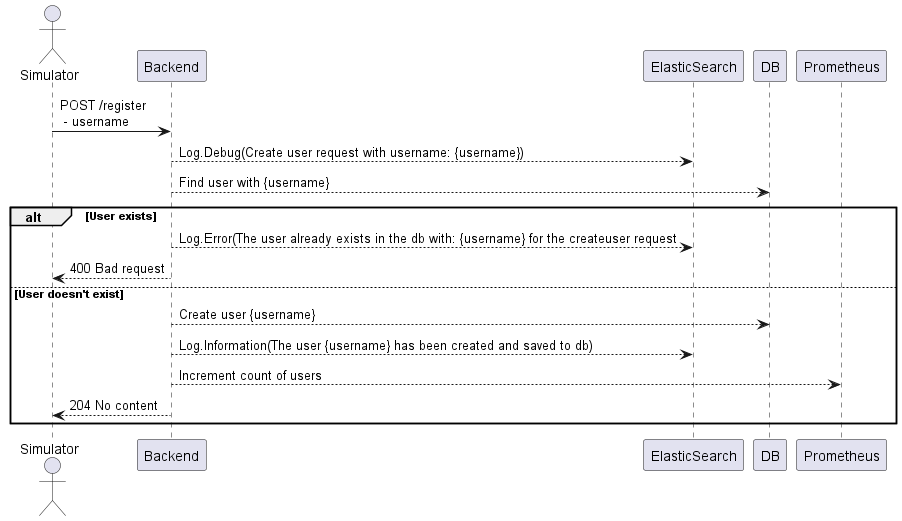 Simulator
Backend
ElasticSearch
DB
Prometheus
POST /register
- username
Log.Debug(Create user request with username: {username})
Find user with {username}
alt
[User exists]
Log.Error(The user already exists in the db with: {username} for the createuser request
400 Bad request
[User doesn't exist]
Create user {username}
Log.Information(The user {username} has been created and saved to db)
Increment count of users
204 No content
Simulator
Backend
ElasticSearch
DB
Prometheus